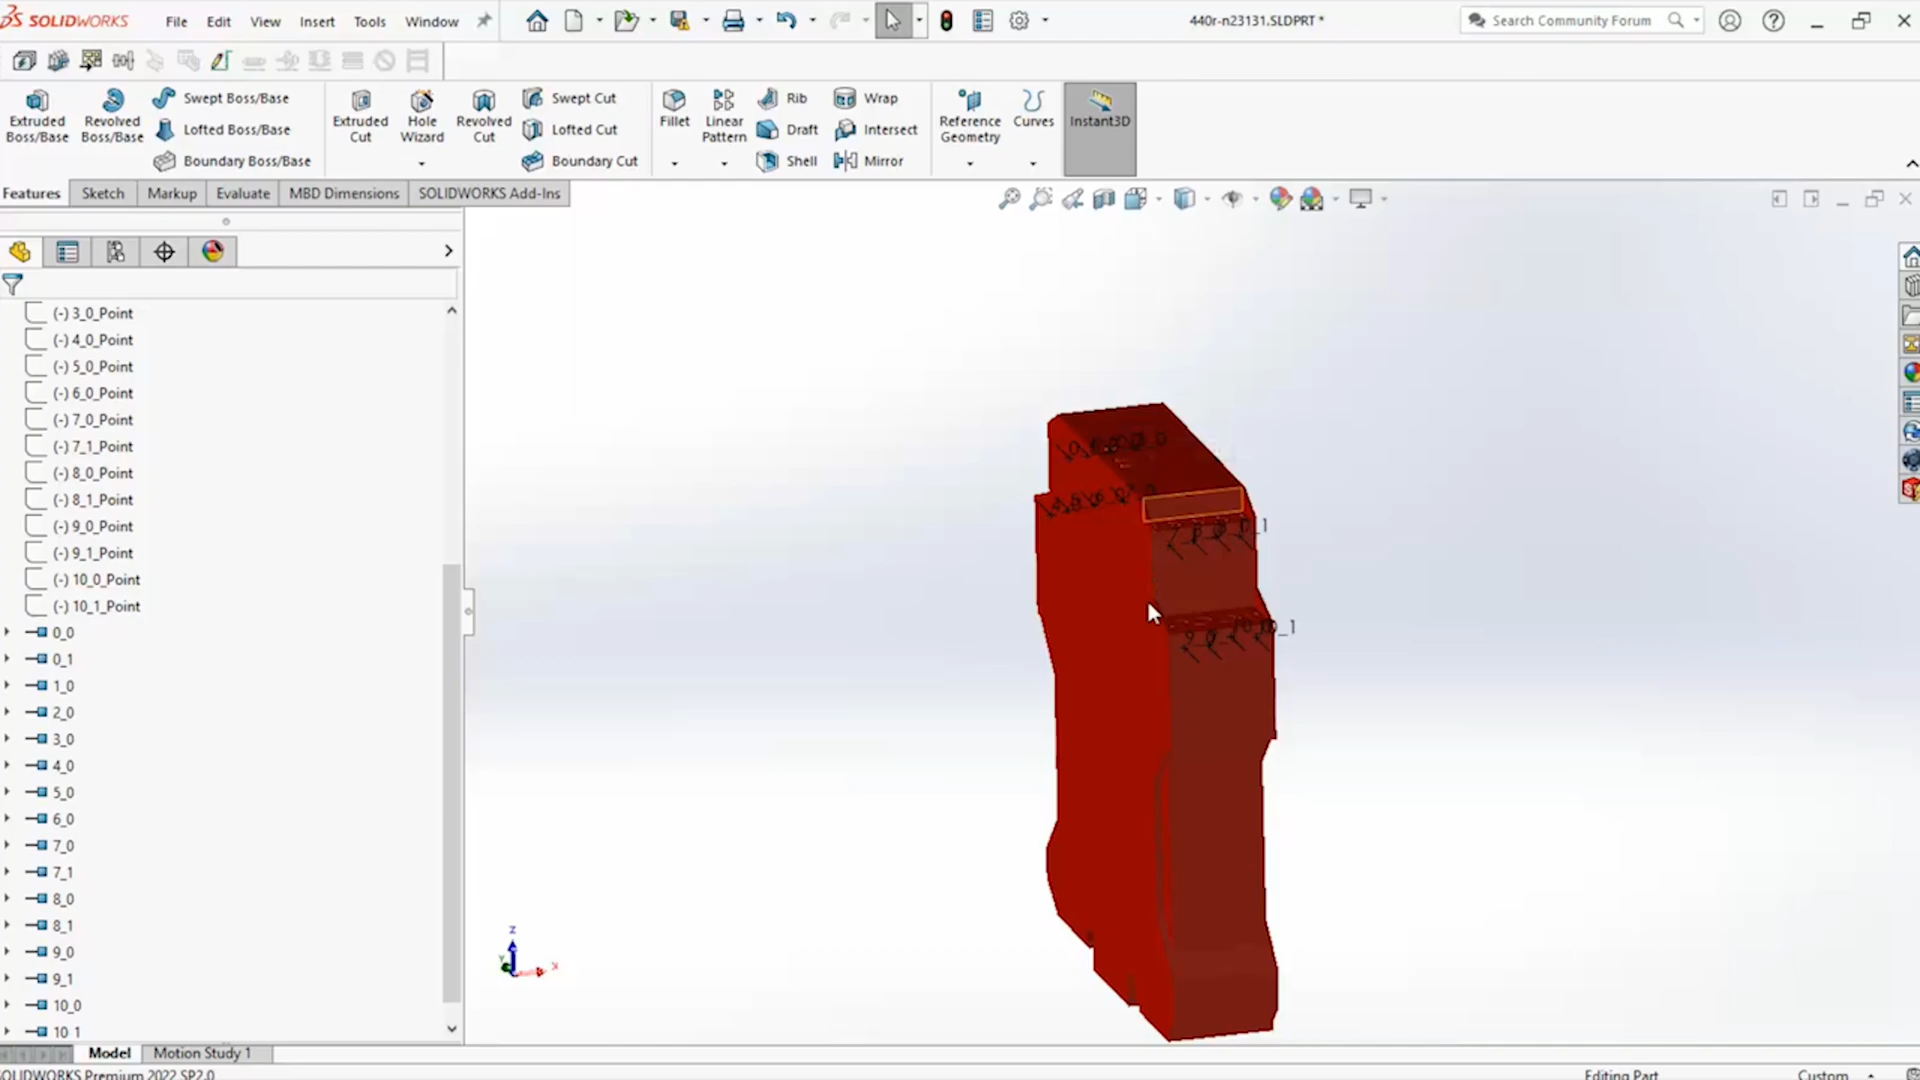 SOLIDWORKS
File Edit View Insert Tools Window
440r-n23131.SLDPRT *
Search Community Forum
Extruded Boss/Base
Revolved Boss/Base
Swept Boss/Base
Lofted Boss/Base
Boundary Boss/Base
Extruded Cut
Hole Wizard
Revolved Cut
Swept Cut
Lofted Cut
Boundary Cut
Fillet
Linear Pattern
Rib
Draft
Shell
Wrap
Intersect
Mirror
Reference Geometry
Curves
Instant3D
Features Sketch Markup Evaluate MBD Dimensions SOLIDWORKS Add-Ins
(-) 3_0_Point
(-) 4_0_Point
(-) 5_0_Point
(-) 6_0_Point
(-) 7_0_Point
(-) 7_1_Point
(-) 8_0_Point
(-) 8_1_Point
(-) 9_0_Point
(-) 9_1_Point
(-) 10_0_Point
(-) 10_1_Point
0_0
0_1
1_0
2_0
3_0
4_0
5_0
6_0
7_0
7_1
8_0
8_1
9_0
9_1
10_0
10_1
Z
Y
X
Model Motion Study 1
SOLIDWORKS Premium 2022 SP2.0
Editing Part
Custom